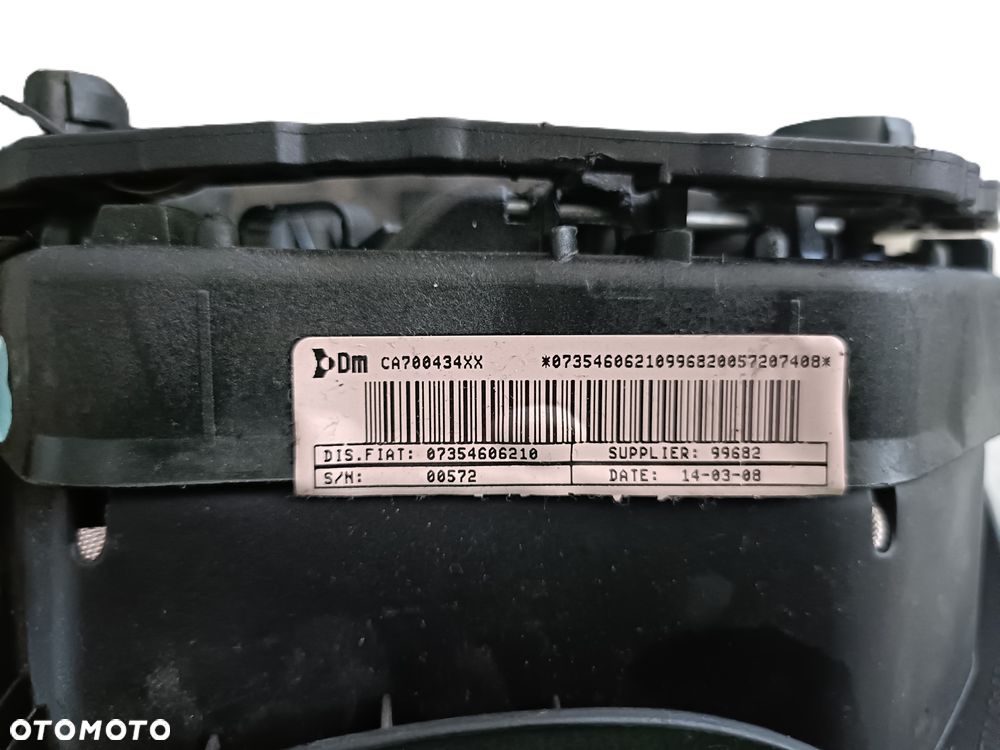 Dm CA700434XX *07354606210996820057207408*
DIS.FIAT: 07354606210 SUPPLIER: 99682
S/N: 00572 DATE: 14-03-08
OTOMOTO